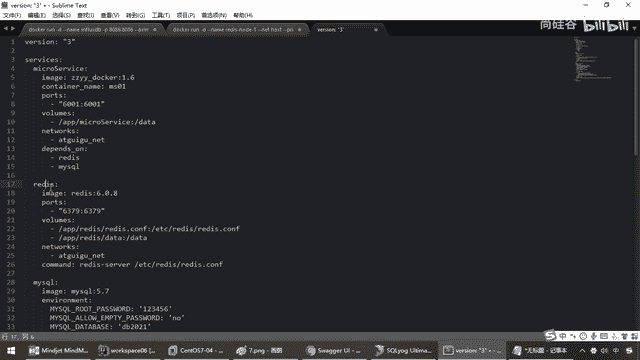 version: "3" • - Sublime Text
文件(F) 编辑(E) 选择(S) 查找(I) 查看(V) 转到(G) 工具(T) 项目(P) 首选项(N) 帮助(H)
尚硅谷 bilibili
docker run -d --name influxdb -p 8086:8086
docker run -d --name redis-node-1 --net host --pri
version: "3"
1 version: "3"
2
3 services:
4 microService:
5 image: zzyy_docker:1.6
6 container_name: ms01
7 ports:
8 - "6001:6001"
9 volumes:
10 - /app/microService:/data
11 networks:
12 - atguigu_net
13 depends_on:
14 - redis
15 - mysql
16
17 redis:
18 image: redis:6.0.8
19 ports:
20 - "6379:6379"
21 volumes:
22 - /app/redis/redis.conf:/etc/redis/redis.conf
23 - /app/redis/data:/data
24 networks:
25 - atguigu_net
26 command: redis-server /etc/redis/redis.conf
27
28 mysql:
29 image: mysql:5.7
30 environment:
31 MYSQL_ROOT_PASSWORD: '123456'
32 MYSQL_ALLOW_EMPTY_PASSWORD: 'no'
33 MYSQL_DATABASE: 'db2021'
行 17, 列 6
Mindjet MindM...
workspace06 [...
CentOS7-04 - ...
7.png - 画图
Swagger UI - ...
SQLyog Ultima...
version: "3" • - ...
*无标题 - 记事本
中